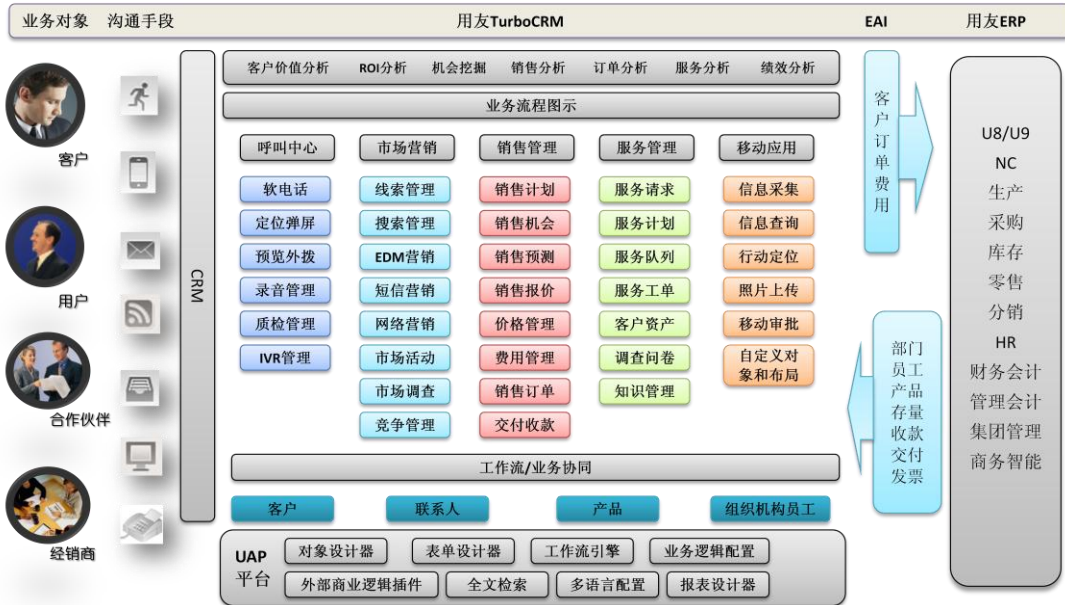 业务对象 沟通手段 用友TurboCRM EAI 用友ERP
客户
用户
合作伙伴
经销商
CRM
客户价值分析 ROI分析 机会挖掘 销售分析 订单分析 服务分析 绩效分析
业务流程图示
呼叫中心 市场营销 销售管理 服务管理 移动应用
软电话 线索管理 销售计划 服务请求 信息采集
定位弹屏 搜索管理 销售机会 服务计划 信息查询
预览外拨 EDM营销 销售预测 服务队列 行动定位
录音管理 短信营销 销售报价 服务工单 照片上传
质检管理 网络营销 价格管理 客户资产 移动审批
IVR管理 市场活动 费用管理 调查问卷 自定义对
象和布局
市场调查 销售订单 知识管理
竞争管理 交付收款
工作流/业务协同
客户 联系人 产品 组织机构员工
UAP
平台
对象设计器 表单设计器 工作流引擎 业务逻辑配置
外部商业逻辑插件 全文检索 多语言配置 报表设计器
客
户
订
单
费
用
部门
员工
产品
存量
收款
交付
发票
U8/U9
NC
生产
采购
库存
零售
分销
HR
财务会计
管理会计
集团管理
商务智能